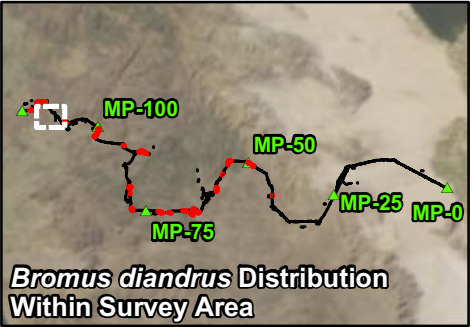 MP-100
MP-50
MP-25
MP-0
MP-75
Bromus diandrus Distribution
Within Survey Area